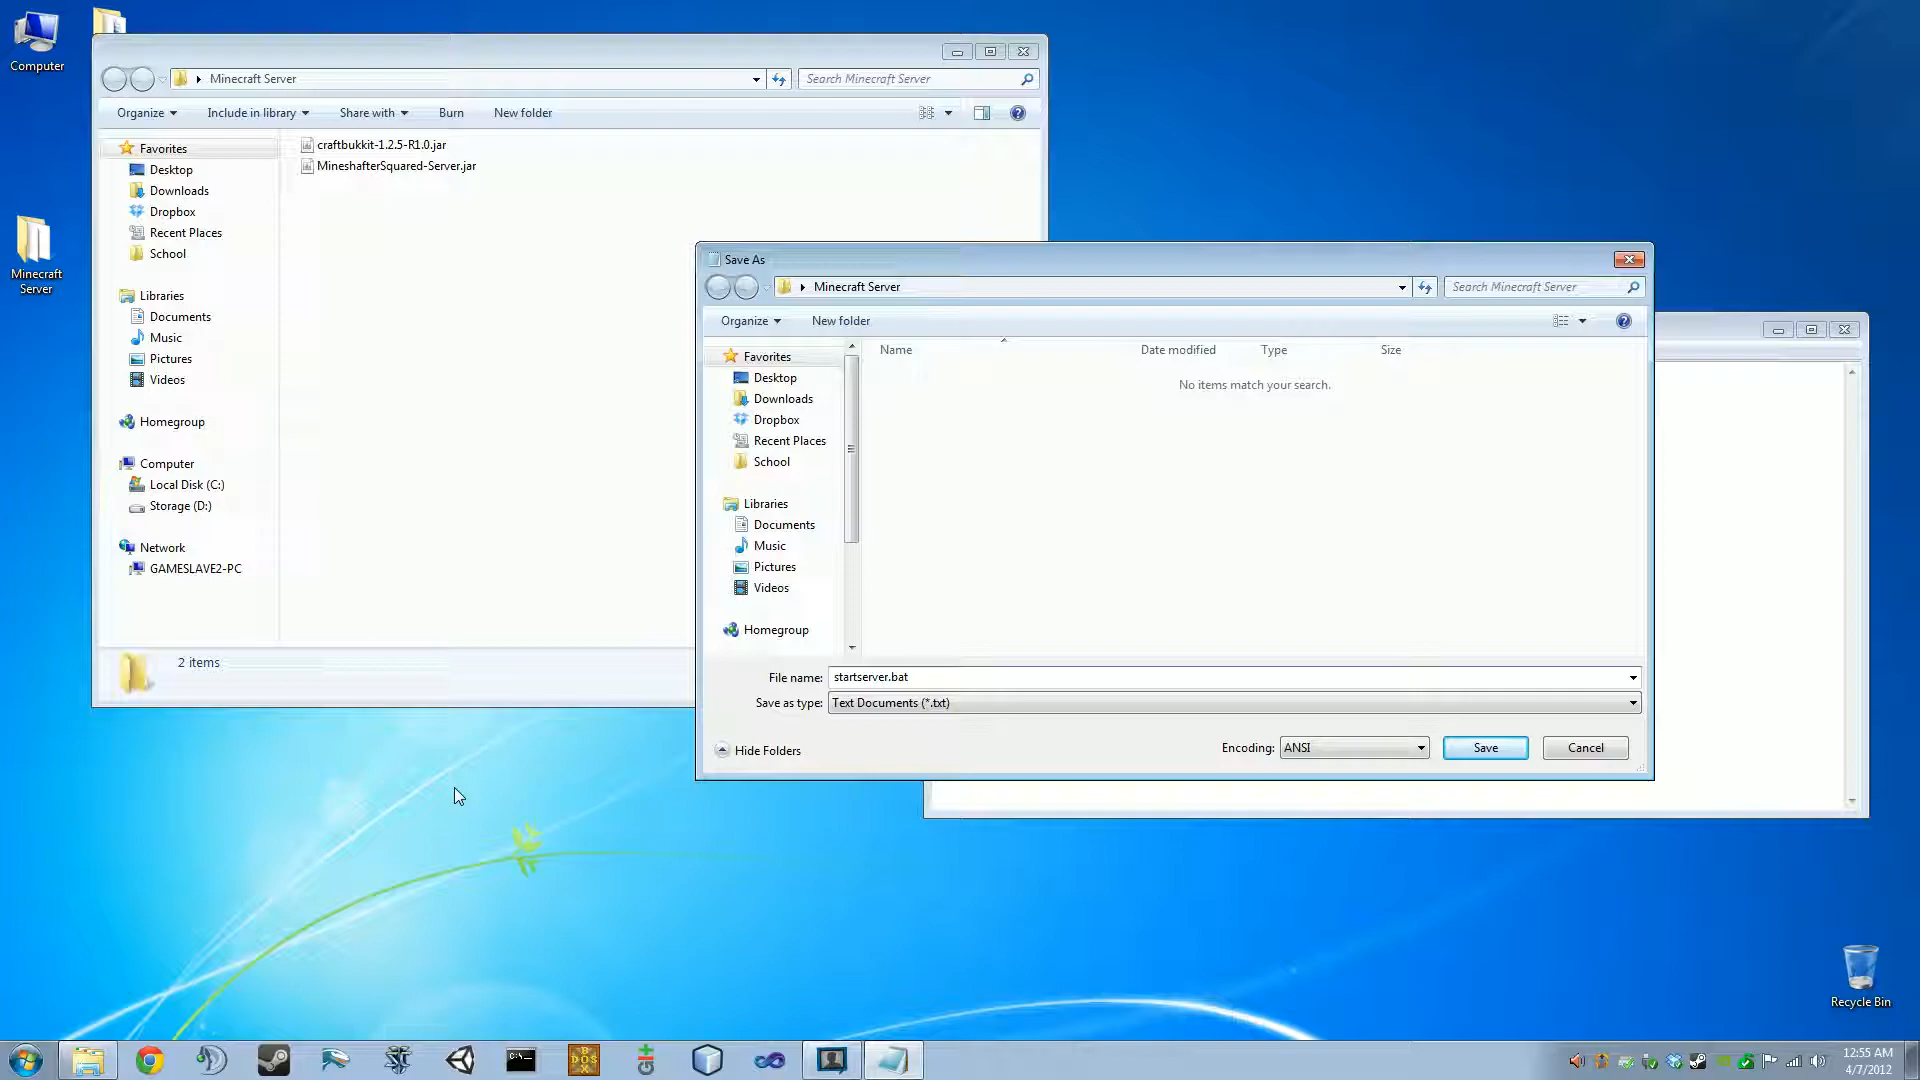 Computer
Minecraft Server
Search Minecraft Server
Organize
Include in library
Share with
Burn
New folder
Favorites
Desktop
Downloads
Dropbox
Recent Places
School
Libraries
Documents
Music
Pictures
Videos
Homegroup
Computer
Local Disk (C:)
Storage (D:)
Network
GAMESLAVE2-PC
craftbukkit-1.2.5-R1.0.jar
MineshafterSquared-Server.jar
2 items
Minecraft
Server
Save As
Minecraft Server
Search Minecraft Server
Organize
New folder
Favorites
Desktop
Downloads
Dropbox
Recent Places
School
Libraries
Documents
Music
Pictures
Videos
Homegroup
Name
Date modified
Type
Size
No items match your search.
File name:
startserver.bat
Save as type:
Text Documents (*.txt)
Hide Folders
Encoding:
ANSI
Save
Cancel
Recycle Bin
12:55 AM
4/7/2012